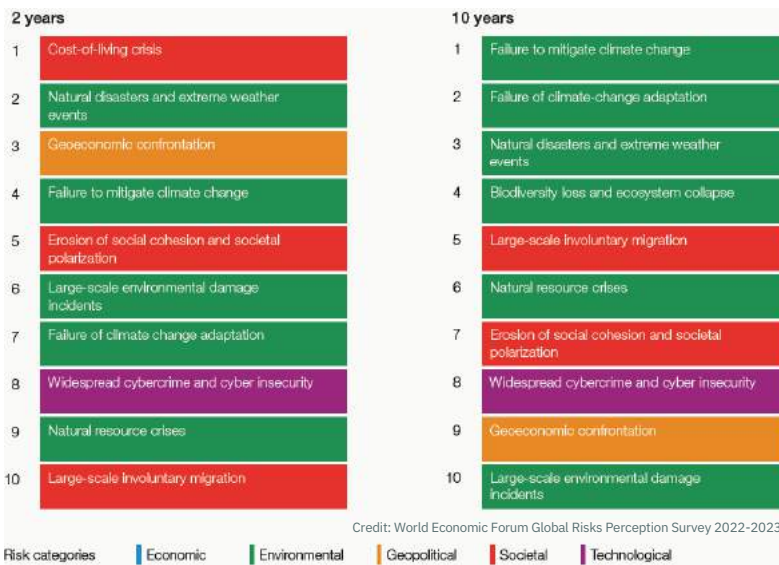 2 years
1 Cost-of-living crisis
2 Natural disasters and extreme weather
events
3 Geoeconomic confrontation
4 Failure to mitigate climate change
5 Erosion of social cohesion and societal
polarization
6 Large-scale environmental damage
incidents
7 Failure of climate change adaptation
8 Widespread cybercrime and cyber insecurity
9 Natural resource crises
10 Large-scale involuntary migration
10 years
1 Failure to mitigate climate change
2 Failure of climate-change adaptation
3 Natural disasters and extreme weather
events
4 Biodiversity loss and ecosystem collapse
5 Large-scale involuntary migration
6 Natural resource crises
7 Erosion of social cohesion and societal
polarization
8 Widespread cybercrime and cyber insecurity
9 Geoeconomic confrontation
10 Large-scale environmental damage
incidents
Credit: World Economic Forum Global Risks Perception Survey 2022-2023
Risk categories Economic Environmental Geopolitical Societal Technological